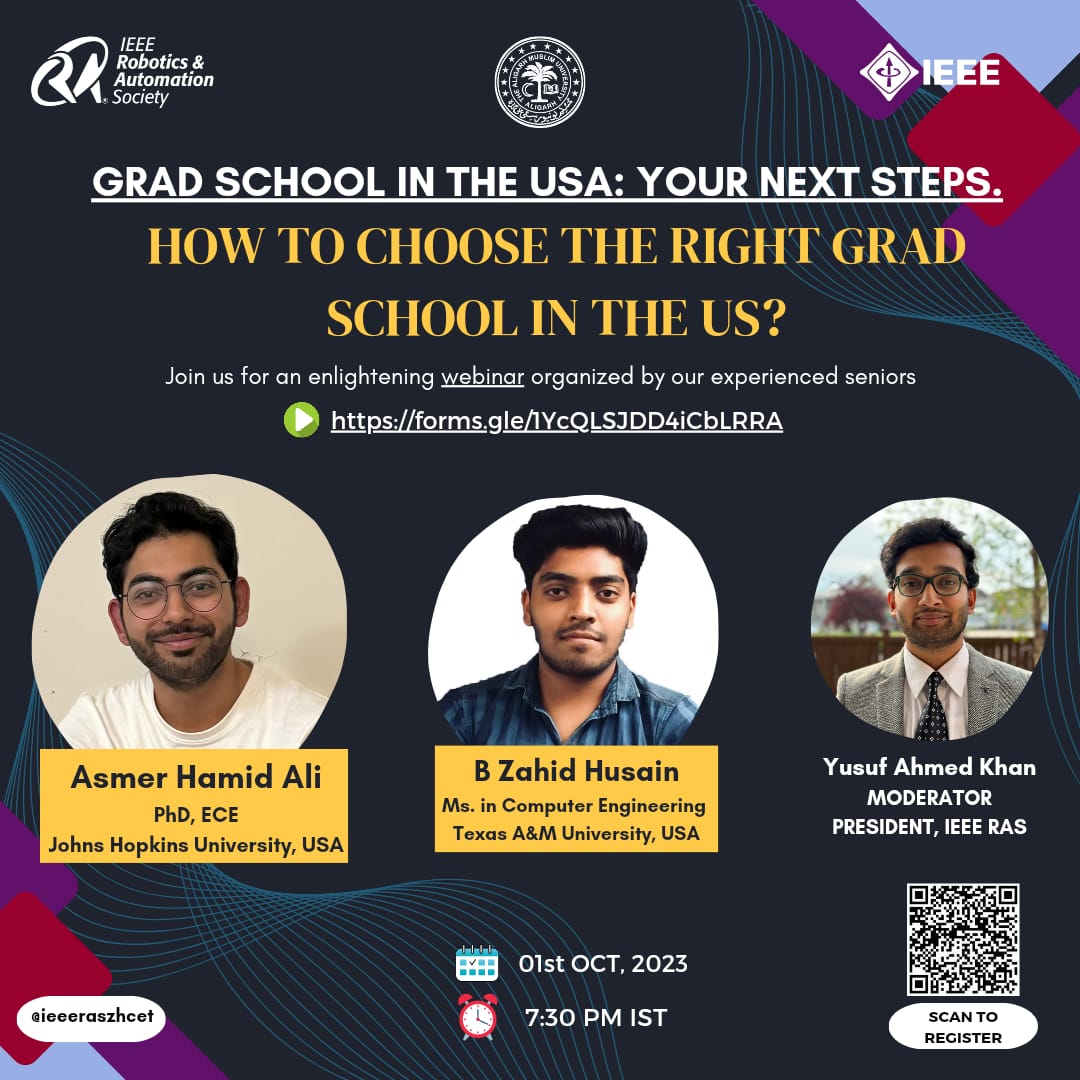 IEEE
Robotics &
Automation
Society
THE ALIGARH MUSLIM UNIVERSITY
ALIGARH
IEEE
GRAD SCHOOL IN THE USA: YOUR NEXT STEPS.
HOW TO CHOOSE THE RIGHT GRAD
SCHOOL IN THE US?
Join us for an enlightening webinar organized by our experienced seniors
https://forms.gle/1YcQLSJDD4iCbLRRA
Asmer Hamid Ali
PhD, ECE
Johns Hopkins University, USA
B Zahid Husain
Ms. in Computer Engineering
Texas A&M University, USA
Yusuf Ahmed Khan
MODERATOR
PRESIDENT, IEEE RAS
01st OCT, 2023
7:30 PM IST
@ieeeraszhcet
SCAN TO
REGISTER